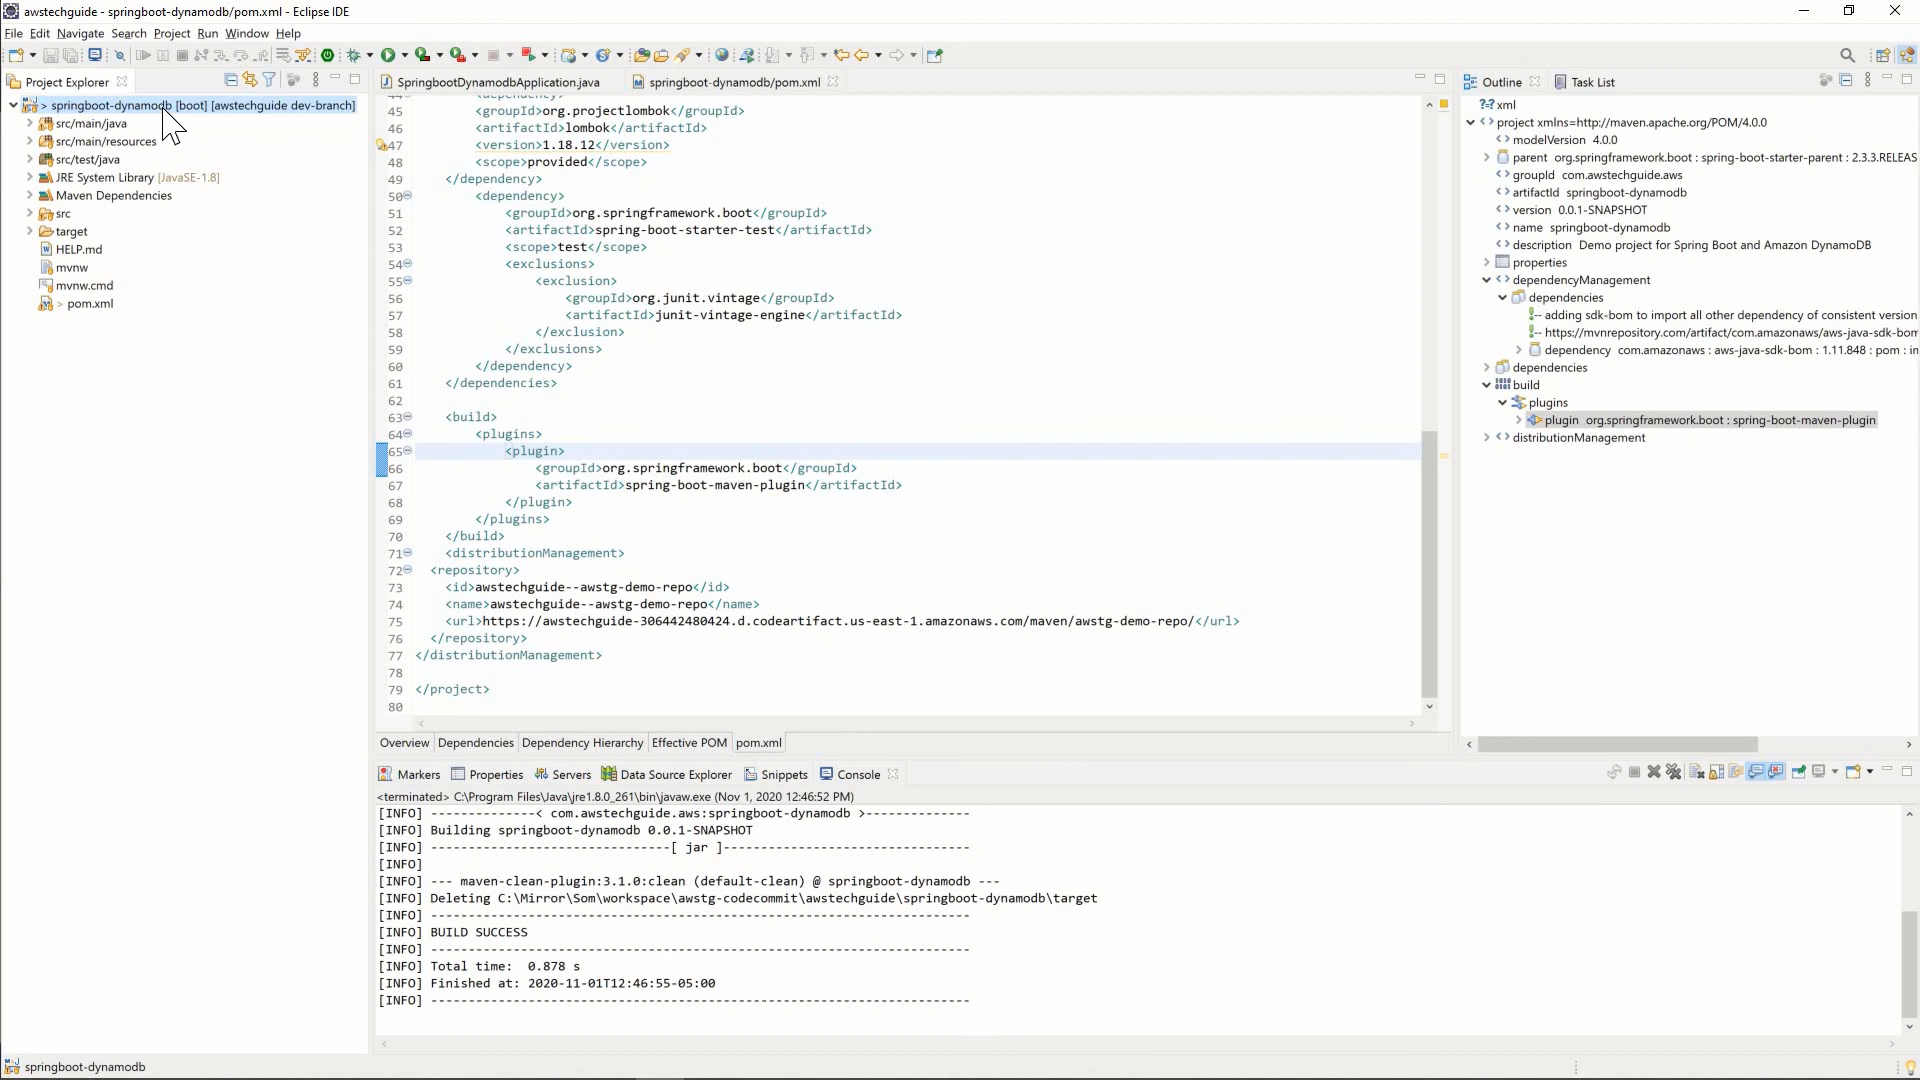 awstechguide - springboot-dynamodb/pom.xml - Eclipse IDE
File Edit Navigate Search Project Run Window Help
Project Explorer
SpringbootDynamodbApplication.java
springboot-dynamodb/pom.xml
Outline
Task List
> springboot-dynamodb [boot] [awstechguide dev-branch]
src/main/java
src/main/resources
src/test/java
JRE System Library [JavaSE-1.8]
Maven Dependencies
src
target
HELP.md
mvnw
mvnw.cmd
> pom.xml
44 <dependency>
45 <groupId>org.projectlombok</groupId>
46 <artifactId>lombok</artifactId>
47 <version>1.18.12</version>
48 <scope>provided</scope>
49 </dependency>
50 <dependency>
51 <groupId>org.springframework.boot</groupId>
52 <artifactId>spring-boot-starter-test</artifactId>
53 <scope>test</scope>
54 <exclusions>
55 <exclusion>
56 <groupId>org.junit.vintage</groupId>
57 <artifactId>junit-vintage-engine</artifactId>
58 </exclusion>
59 </exclusions>
60 </dependency>
61 </dependencies>
62
63 <build>
64 <plugins>
65 <plugin>
66 <groupId>org.springframework.boot</groupId>
67 <artifactId>spring-boot-maven-plugin</artifactId>
68 </plugin>
69 </plugins>
70 </build>
71 <distributionManagement>
72 <repository>
73 <id>awstechguide--awstg-demo-repo</id>
74 <name>awstechguide--awstg-demo-repo</name>
75 <url>https://awstechguide-306442480424.d.codeartifact.us-east-1.amazonaws.com/maven/awstg-demo-repo/</url>
76 </repository>
77 </distributionManagement>
78
79 </project>
80
Overview Dependencies Dependency Hierarchy Effective POM pom.xml
xml
project xmlns=http://maven.apache.org/POM/4.0.0
modelVersion 4.0.0
parent org.springframework.boot : spring-boot-starter-parent : 2.3.3.RELEAS
groupId com.awstechguide.aws
artifactId springboot-dynamodb
version 0.0.1-SNAPSHOT
name springboot-dynamodb
description Demo project for Spring Boot and Amazon DynamoDB
properties
dependencyManagement
dependencies
adding sdk-bom to import all other dependency of consistent version
https://mvnrepository.com/artifact/com.amazonaws/aws-java-sdk-bom
dependency com.amazonaws : aws-java-sdk-bom : 1.11.848 : pom : in
dependencies
build
plugins
plugin org.springframework.boot : spring-boot-maven-plugin
distributionManagement
Markers Properties Servers Data Source Explorer Snippets Console
<terminated> C:\Program Files\Java\jre1.8.0_261\bin\javaw.exe (Nov 1, 2020 12:46:52 PM)
[INFO] --------------< com.awstechguide.aws:springboot-dynamodb >--------------
[INFO] Building springboot-dynamodb 0.0.1-SNAPSHOT
[INFO] --------------------------------[ jar ]---------------------------------
[INFO]
[INFO] --- maven-clean-plugin:3.1.0:clean (default-clean) @ springboot-dynamodb ---
[INFO] Deleting C:\Mirror\Som\workspace\awstg-codecommit\awstechguide\springboot-dynamodb\target
[INFO] ------------------------------------------------------------------------
[INFO] BUILD SUCCESS
[INFO] ------------------------------------------------------------------------
[INFO] Total time:  0.878 s
[INFO] Finished at: 2020-11-01T12:46:55-05:00
[INFO] ------------------------------------------------------------------------
springboot-dynamodb